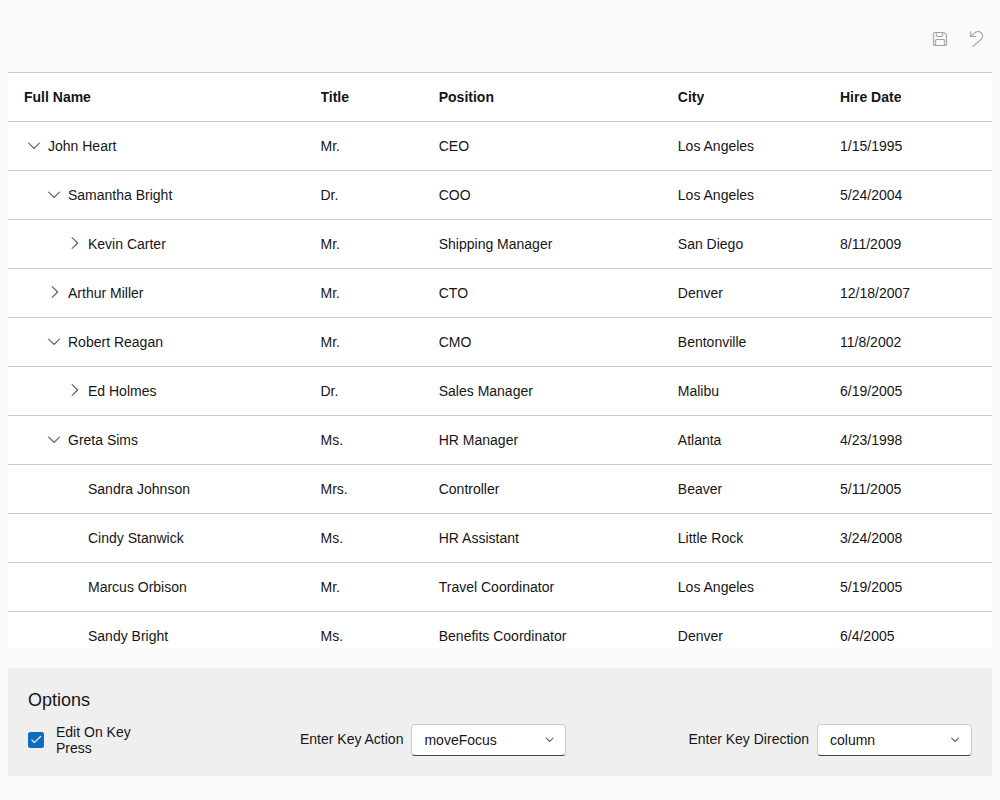 Full Name Title Position City Hire Date
John Heart Mr. CEO Los Angeles 1/15/1995
Samantha Bright Dr. COO Los Angeles 5/24/2004
Kevin Carter Mr. Shipping Manager San Diego 8/11/2009
Arthur Miller Mr. CTO Denver 12/18/2007
Robert Reagan Mr. CMO Bentonville 11/8/2002
Ed Holmes Dr. Sales Manager Malibu 6/19/2005
Greta Sims Ms. HR Manager Atlanta 4/23/1998
Sandra Johnson Mrs. Controller Beaver 5/11/2005
Cindy Stanwick Ms. HR Assistant Little Rock 3/24/2008
Marcus Orbison Mr. Travel Coordinator Los Angeles 5/19/2005
Sandy Bright Ms. Benefits Coordinator Denver 6/4/2005
Options
Edit On Key
Press
Enter Key Action moveFocus
Enter Key Direction column